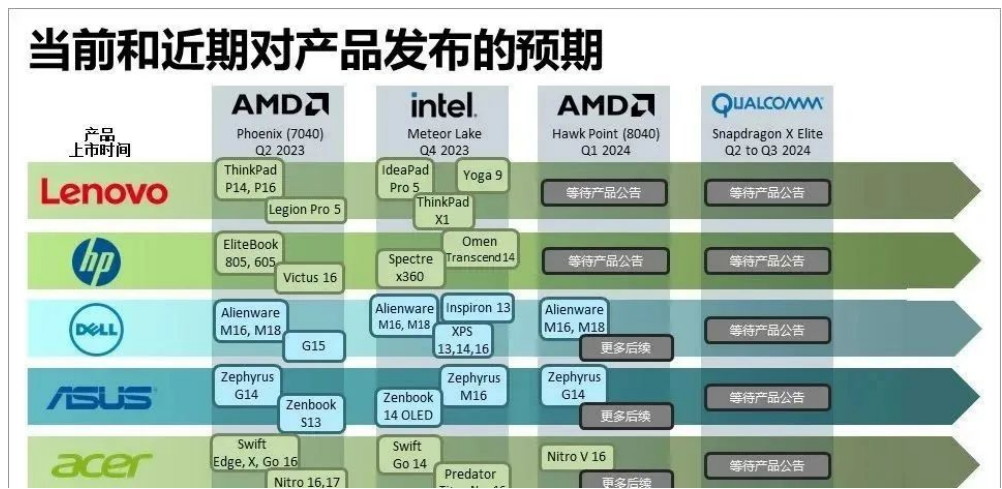 当前和近期对产品发布的预期
AMD
intel.
AMD
QUALCOMM
产品
上市时间
Phoenix (7040)
Q2 2023
Meteor Lake
Q4 2023
Hawk Point (8040)
Q1 2024
Snapdragon X Elite
Q2 to Q3 2024
Lenovo
ThinkPad
P14, P16
Legion Pro 5
IdeaPad
Pro 5
Yoga 9
ThinkPad
X1
等待产品公告
等待产品公告
hp
EliteBook
805, 605
Victus 16
Spectre
x360
Omen
Transcend14
等待产品公告
等待产品公告
DELL
Alienware
M16, M18
G15
Alienware
M16, M18
Inspiron 13
XPS
13,14,16
Alienware
M16, M18
更多后续
等待产品公告
ASUS
Zephyrus
G14
Zenbook
S13
Zenbook
14 OLED
Zephyrus
M16
Zephyrus
G14
更多后续
等待产品公告
acer
Swift
Edge, X, Go 16
Nitro 16,17
Swift
Go 14
Predator
Nitro V 16
更多后续
等待产品公告